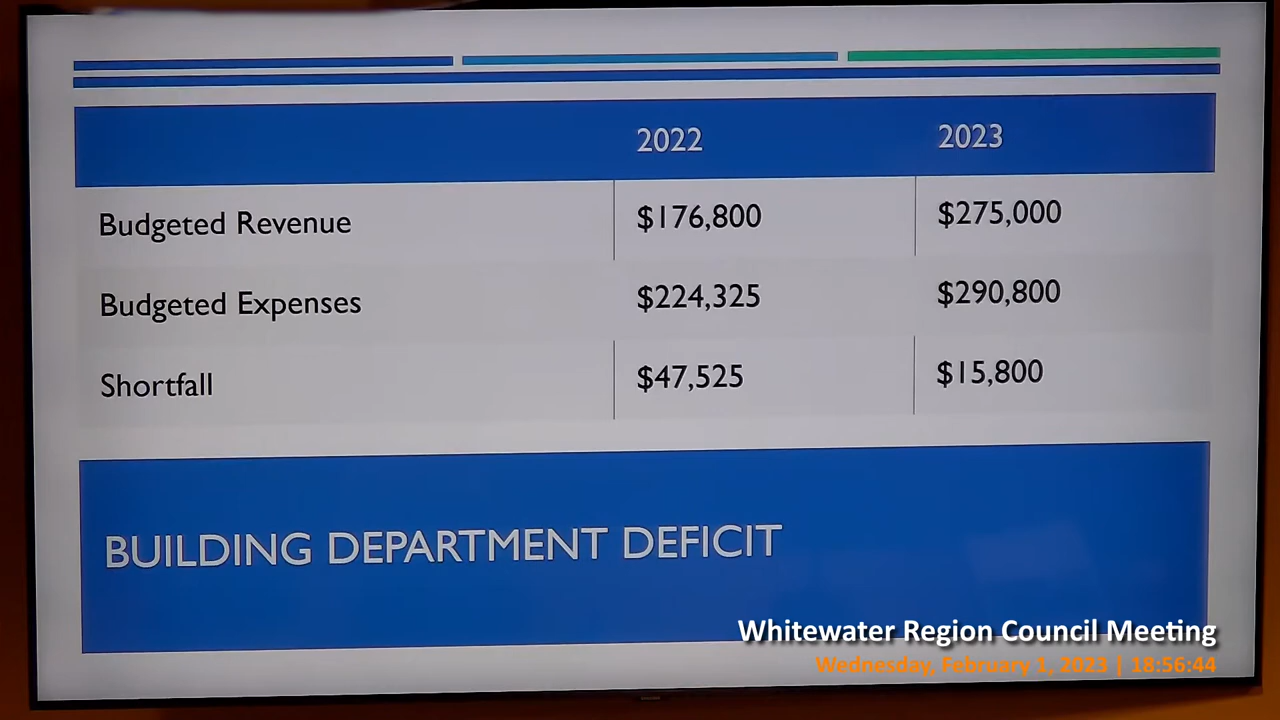 2022 2023
Budgeted Revenue $176,800 $275,000
Budgeted Expenses $224,325 $290,800
Shortfall $47,525 $15,800
BUILDING DEPARTMENT DEFICIT
Whitewater Region Council Meeting
Wednesday, February 1, 2023 | 18:56:44